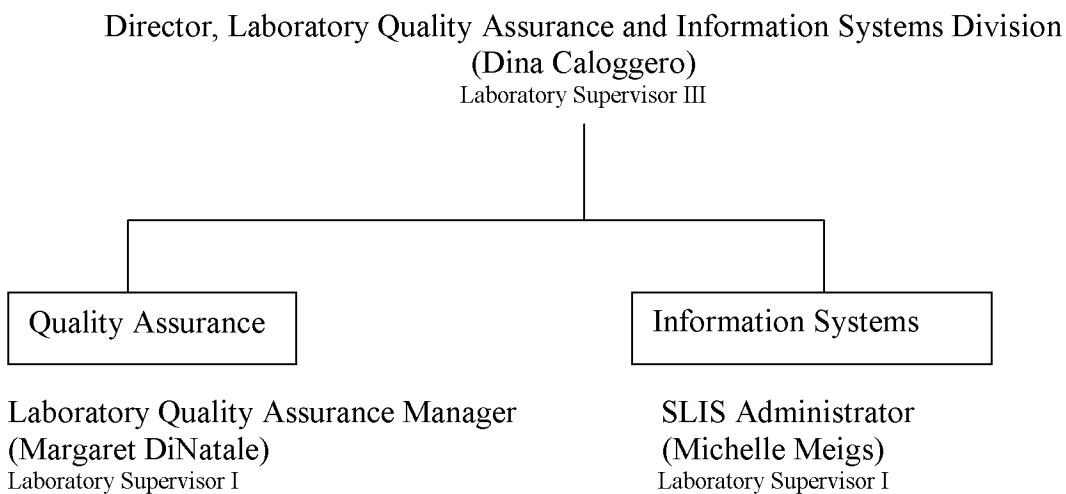 Director, Laboratory Quality Assurance and Information Systems Division
(Dina Caloggero)
Laboratory Supervisor III
Quality Assurance
Information Systems
Laboratory Quality Assurance Manager
(Margaret DiNatale)
Laboratory Supervisor I
SLIS Administrator
(Michelle Meigs)
Laboratory Supervisor I